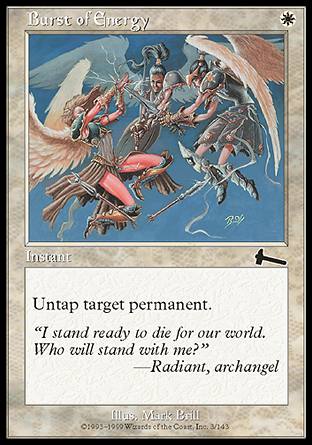 Burst of Energy
Instant
Untap target permanent.
“I stand ready to die for our world.
Who will stand with me?”
—Radiant, archangel
Illus. Mark Brill
©1993–1999 Wizards of the Coast, Inc. 3/143